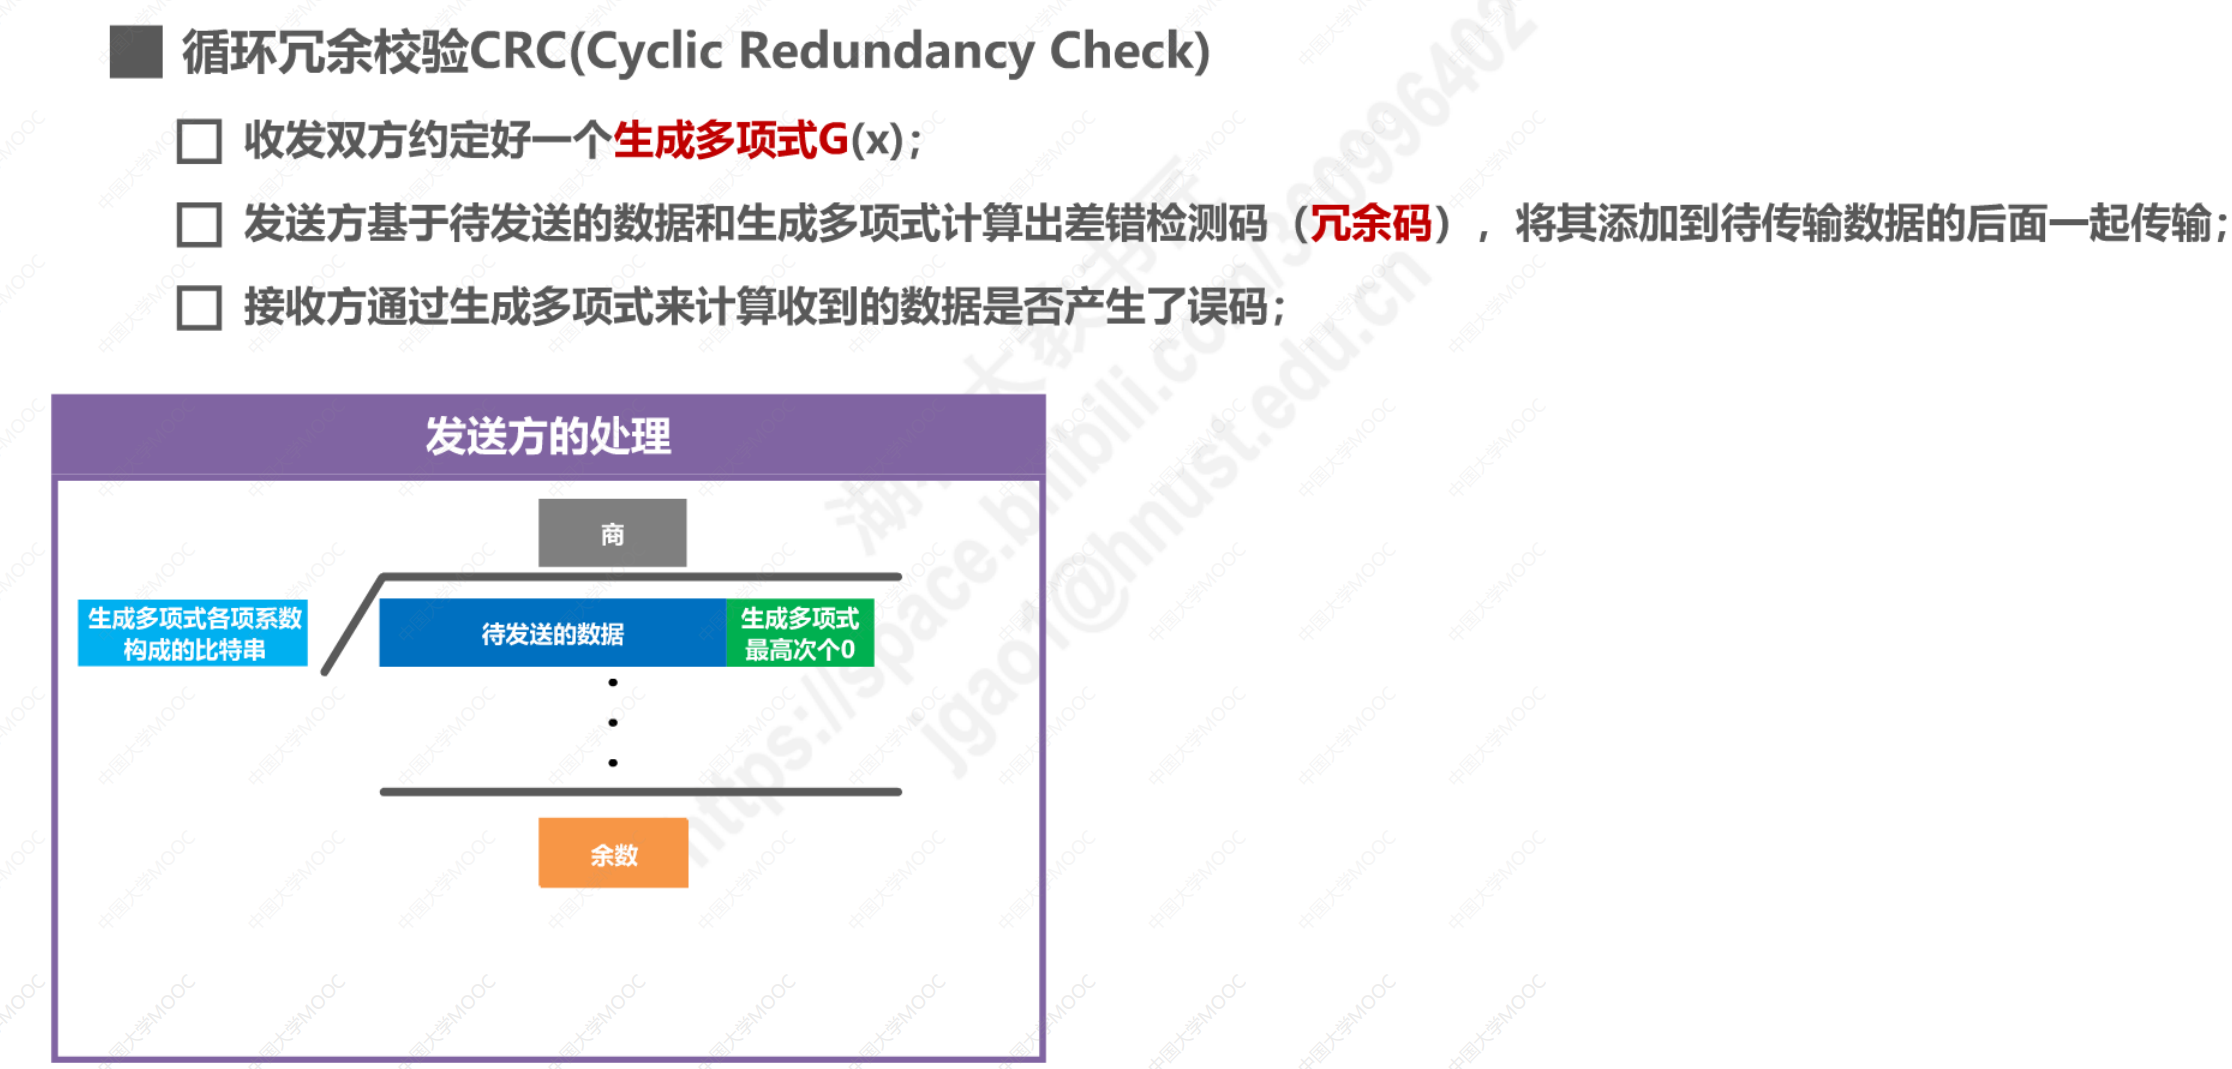 循环冗余校验CRC(Cyclic Redundancy Check)
收发双方约定好一个生成多项式G(x)；
发送方基于待发送的数据和生成多项式计算出差错检测码（冗余码），将其添加到待传输数据的后面一起传输；
接收方通过生成多项式来计算收到的数据是否产生了误码；
发送方的处理
商
生成多项式各项系数
构成的比特串
待发送的数据
生成多项式
最高次个0
余数
中国大学MOOC
https://space.bilibili.com/360996402
jgao1@hnust.edu.cn